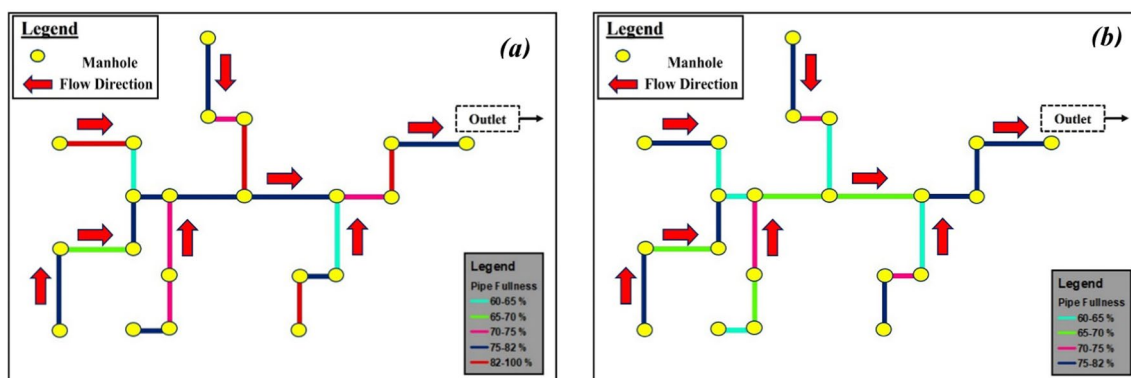 Legend
Manhole
Flow Direction
(a)
Outlet
Legend
Pipe Fullness
60-65 %
65-70 %
70-75 %
75-82 %
82-100 %
Legend
Manhole
Flow Direction
(b)
Outlet
Legend
Pipe Fullness
60-65 %
65-70 %
70-75 %
75-82 %